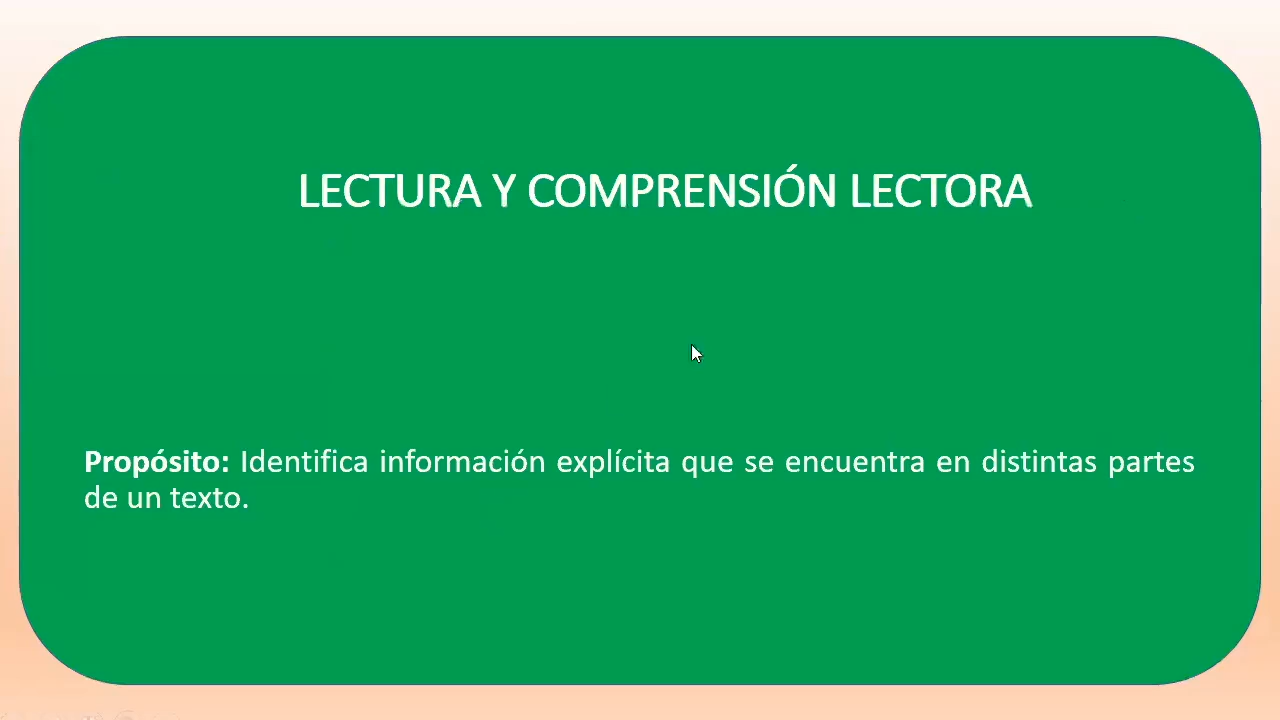 LECTURA Y COMPRENSIÓN LECTORA
Propósito: Identifica información explícita que se encuentra en distintas partes
de un texto.